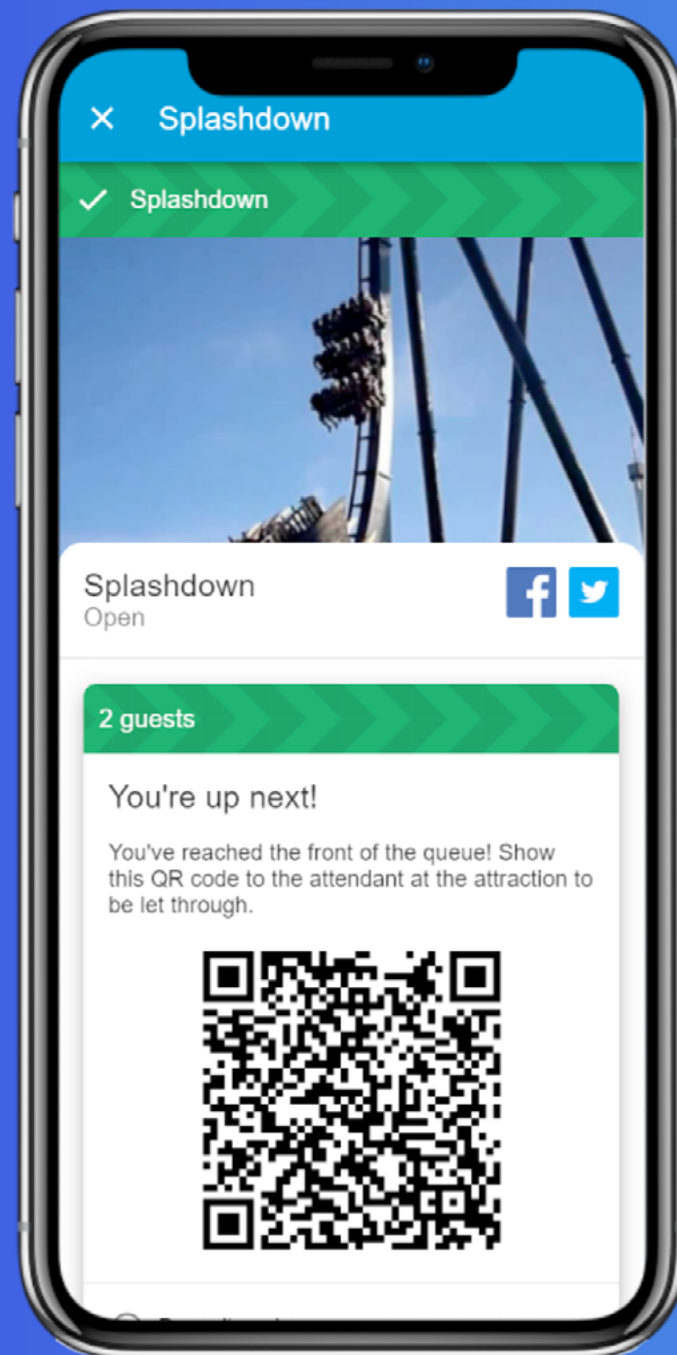 Splashdown
Splashdown
Splashdown
Open
2 guests
You're up next!
You've reached the front of the queue! Show
this QR code to the attendant at the attraction to
be let through.